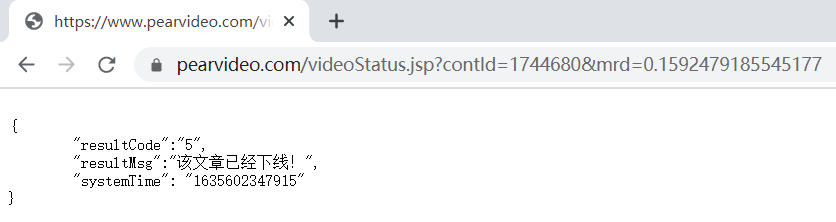 https://www.pearvideo.com/vi
pearvideo.com/videoStatus.jsp?contId=1744680&mrd=0.1592479185545177
{
"resultCode":"5",
"resultMsg":"该文章已经下线！",
"systemTime": "1635602347915"
}